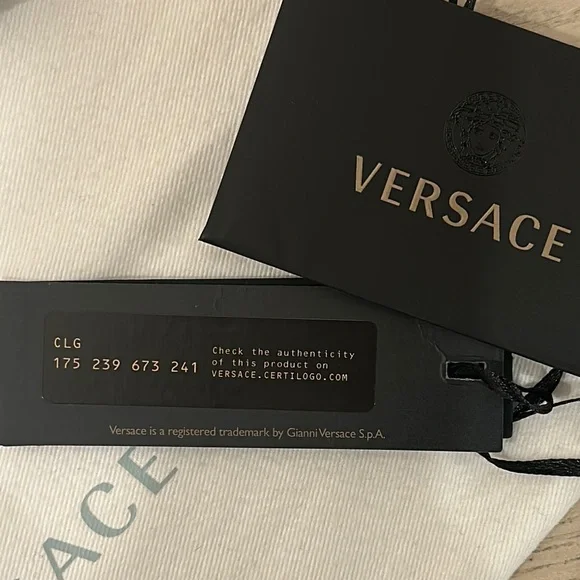 VERSACE
CLG
175 239 673 241
Check the authenticity
of this product on
VERSACE.CERTILOGO.COM
Versace is a registered trademark by Gianni Versace S.p.A.
ACE